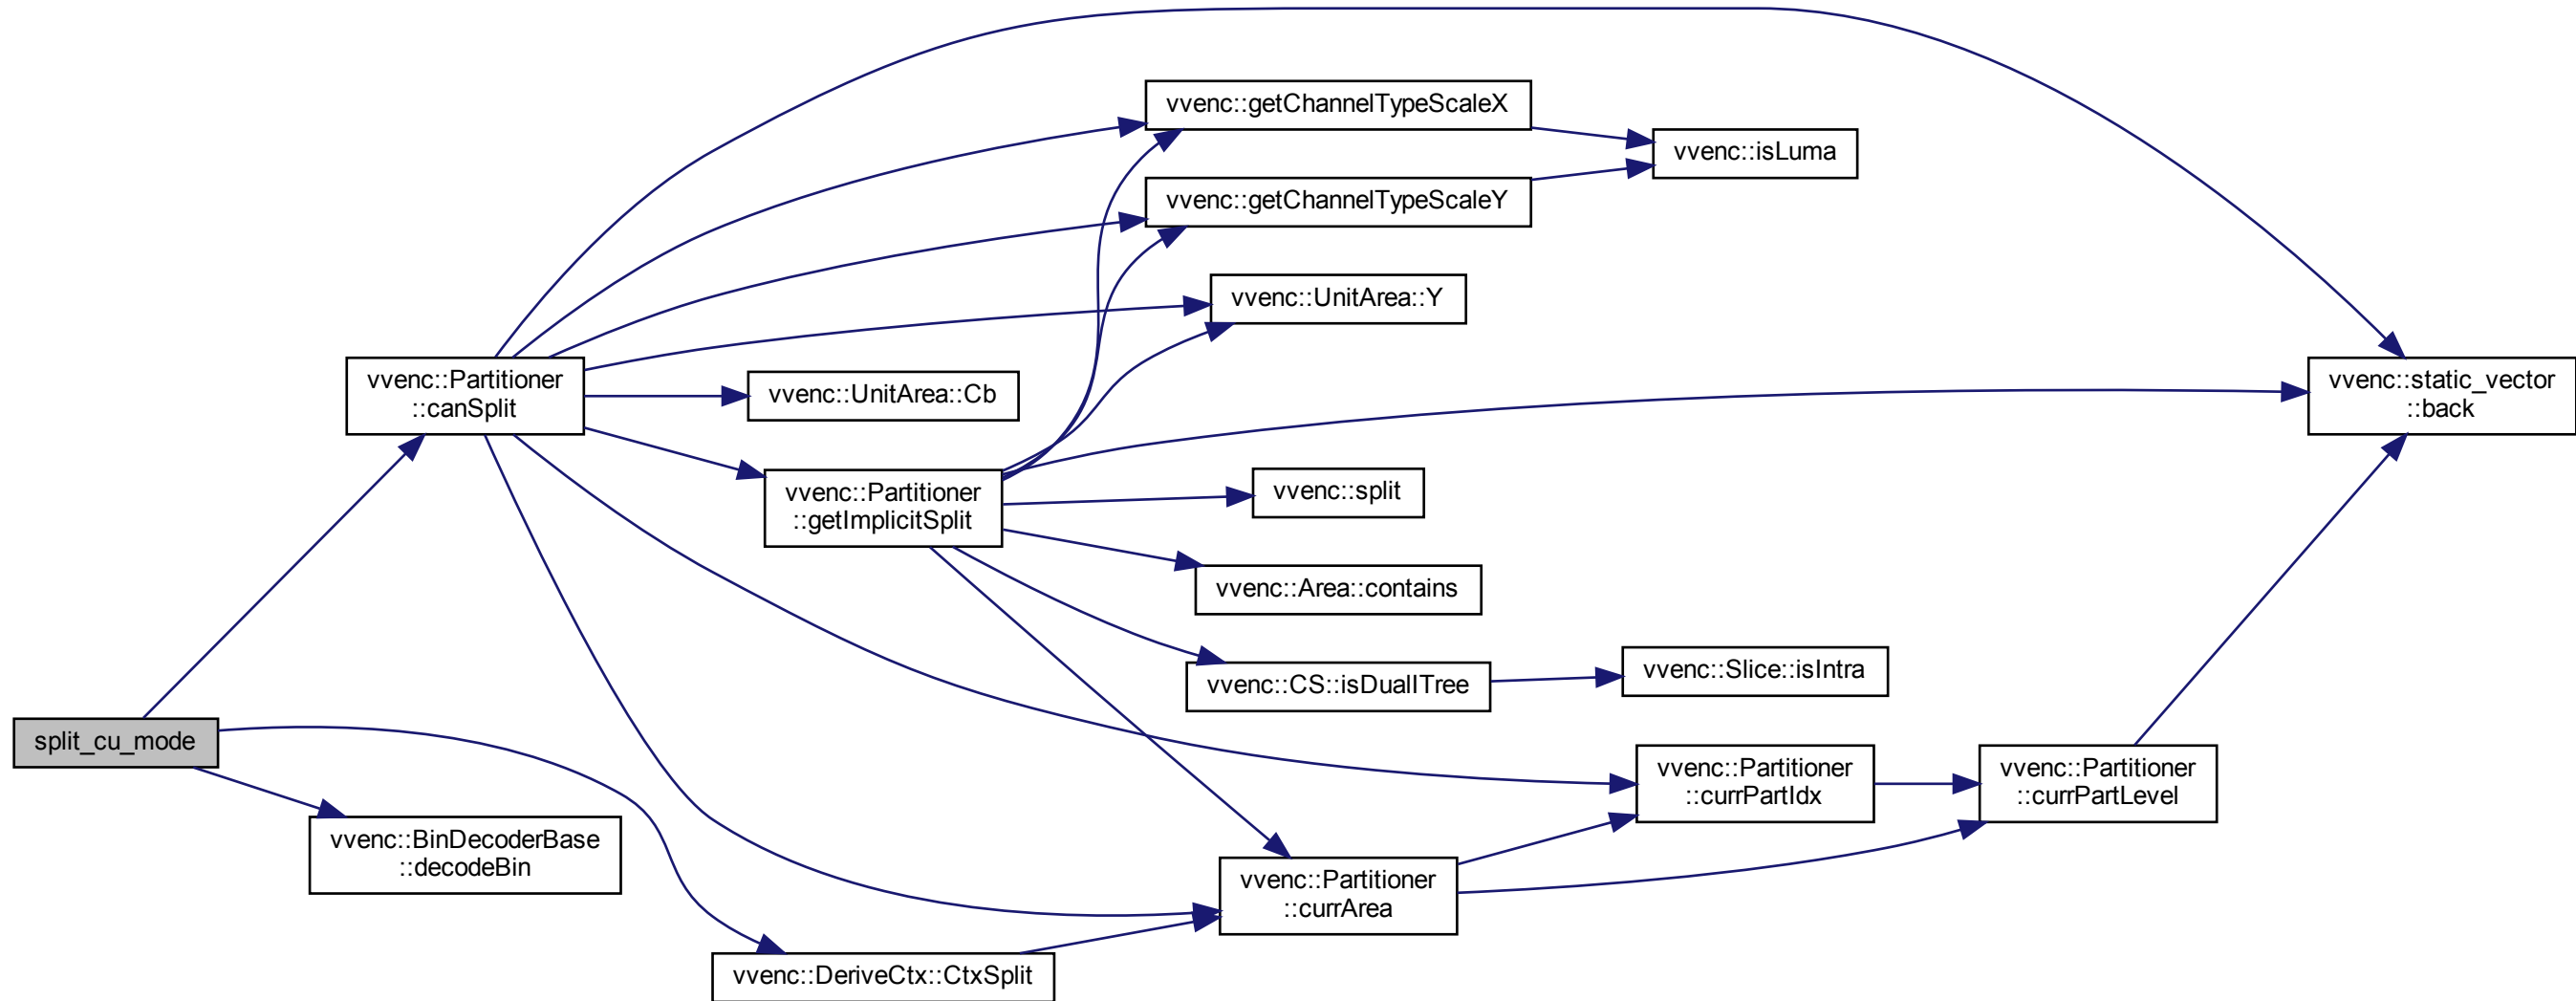 vvenc::getChannelTypeScaleX
vvenc::isLuma
vvenc::getChannelTypeScaleY
vvenc::UnitArea::Y
vvenc::Partitioner
::canSplit
vvenc::UnitArea::Cb
vvenc::static_vector
::back
vvenc::Partitioner
::getImplicitSplit
vvenc::split
vvenc::Area::contains
vvenc::CS::isDualITree
vvenc::Slice::isIntra
split_cu_mode
vvenc::Partitioner
::currPartIdx
vvenc::Partitioner
::currPartLevel
vvenc::BinDecoderBase
::decodeBin
vvenc::Partitioner
::currArea
vvenc::DeriveCtx::CtxSplit